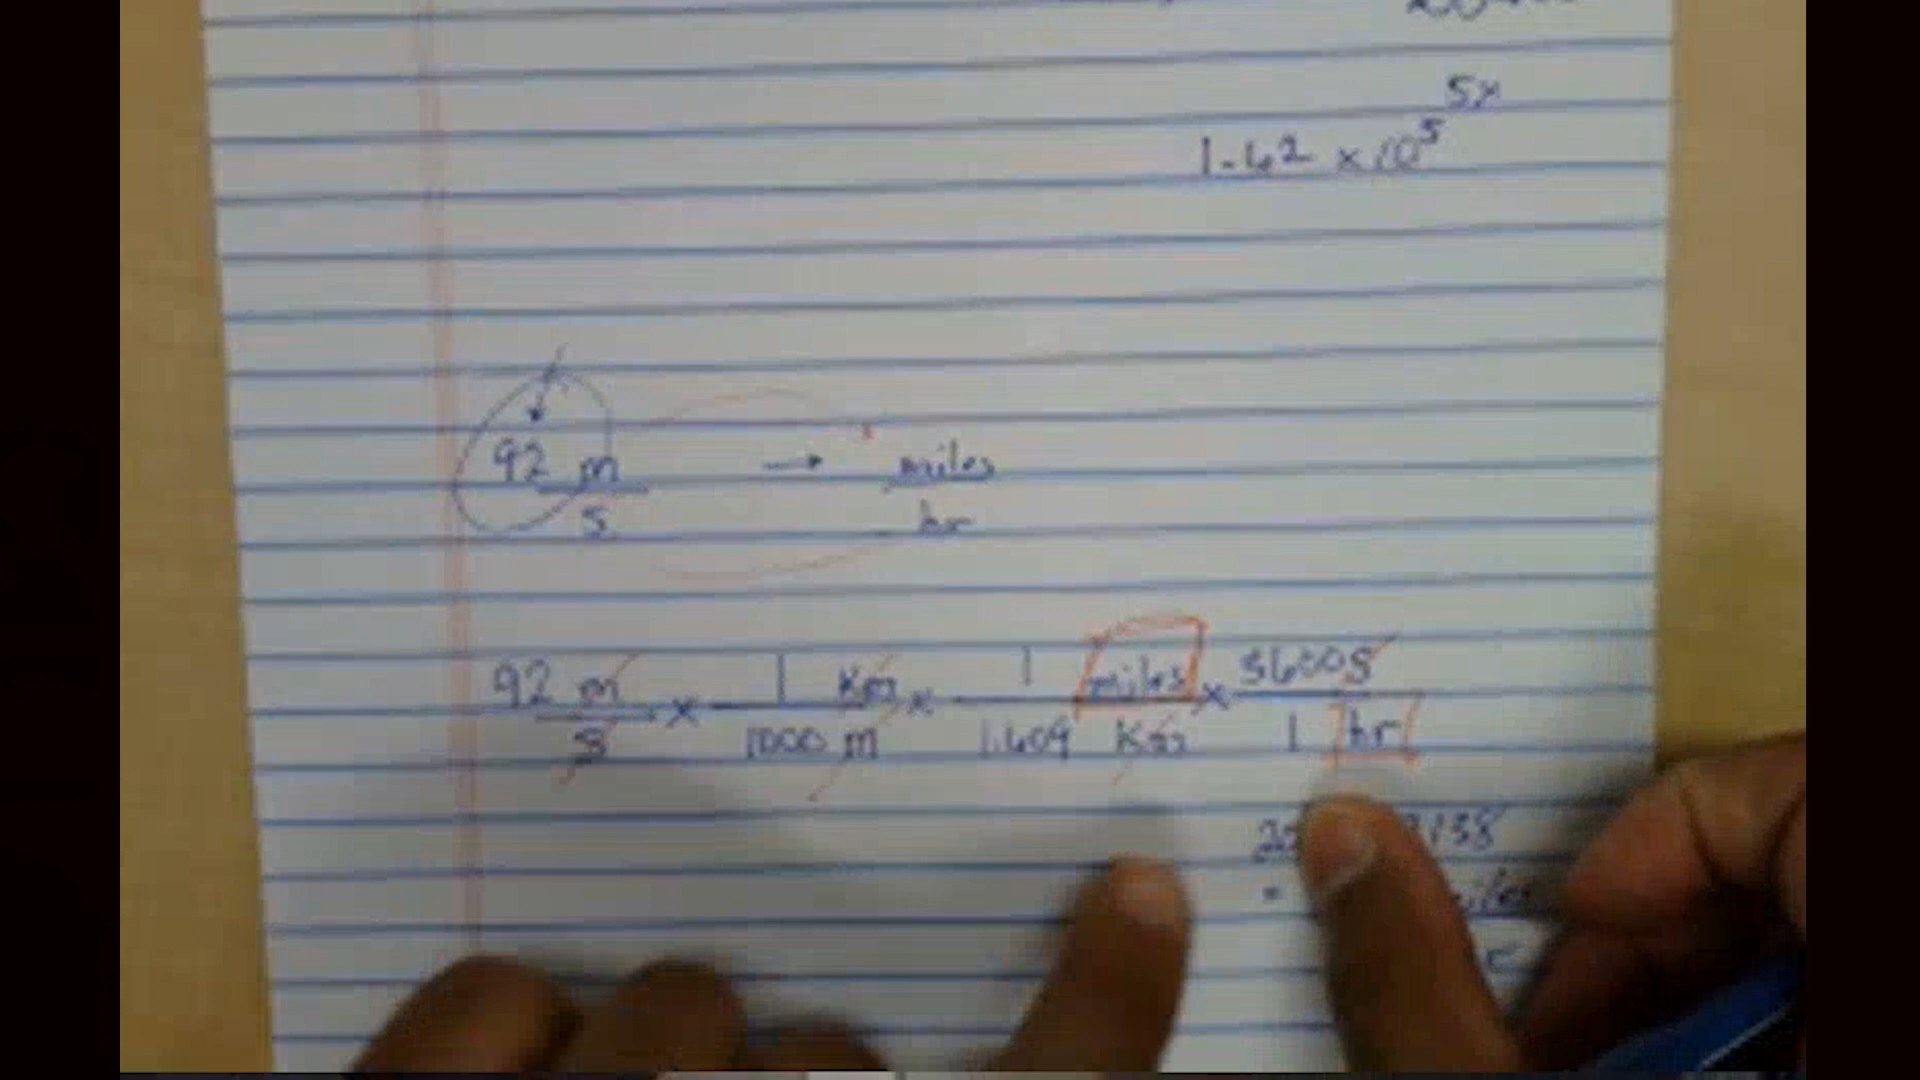 5x
1.62 x 10^5
92 m → miles
s hr
92 m x 1 Km x 1 miles x 3600 s
s 1000 m 1.609 Km 1 hr
=